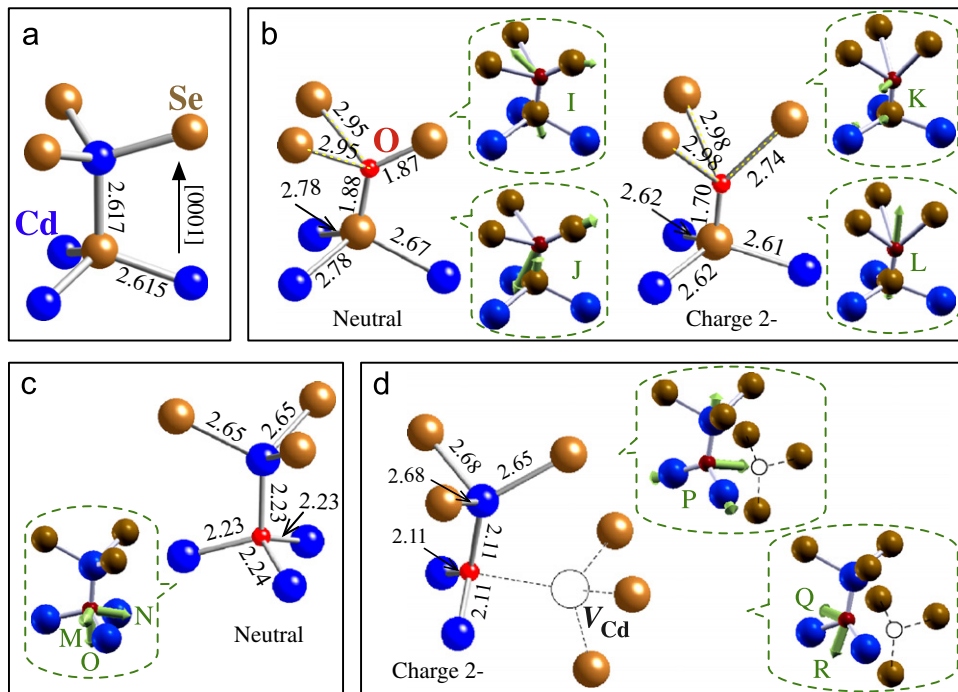 a
Se
2.617
[0001]
Cd
2.615
b
2.95
2.95
O
1.87
1.88
2.78
2.67
2.78
Neutral
I
J
2.98
2.98
2.74
1.70
2.62
2.61
2.62
Charge 2-
K
L
c
2.65
2.65
2.23
2.23
2.23
2.24
Neutral
M
N
O
d
2.68
2.65
2.68
2.11
2.11
2.11
VCd
Charge 2-
P
Q
R